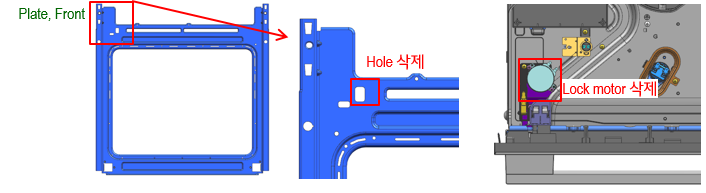 Plate, Front
Hole 삭제
Lock motor 삭제